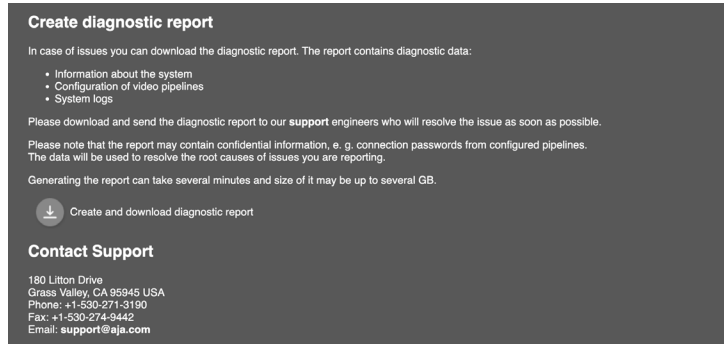 Create diagnostic report
In case of issues you can download the diagnostic report. The report contains diagnostic data:
• Information about the system
• Configuration of video pipelines
• System logs
Please download and send the diagnostic report to our support engineers who will resolve the issue as soon as possible.
Please note that the report may contain confidential information, e. g. connection passwords from configured pipelines.
The data will be used to resolve the root causes of issues you are reporting.
Generating the report can take several minutes and size of it may be up to several GB.
Create and download diagnostic report
Contact Support
180 Litton Drive
Grass Valley, CA 95945 USA
Phone: +1-530-271-3190
Fax: +1-530-274-9442
Email: support@aja.com